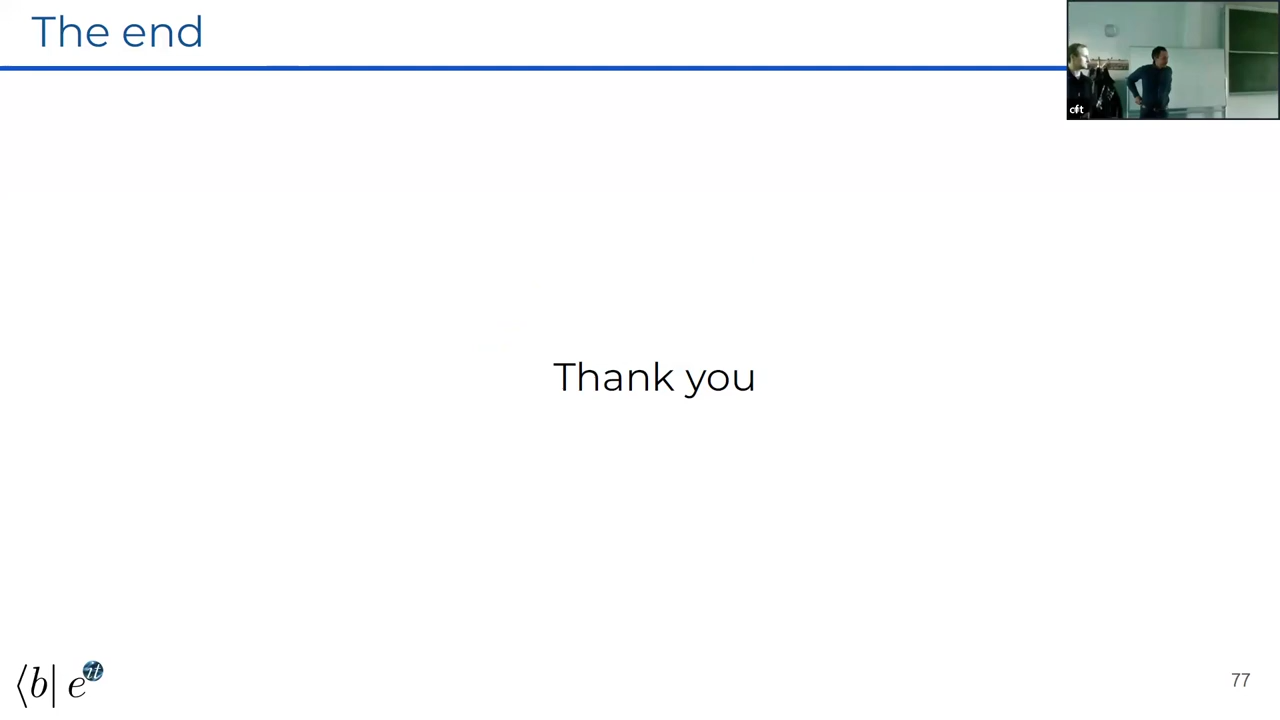 The end
cft
Thank you
⟨b| e^it
77